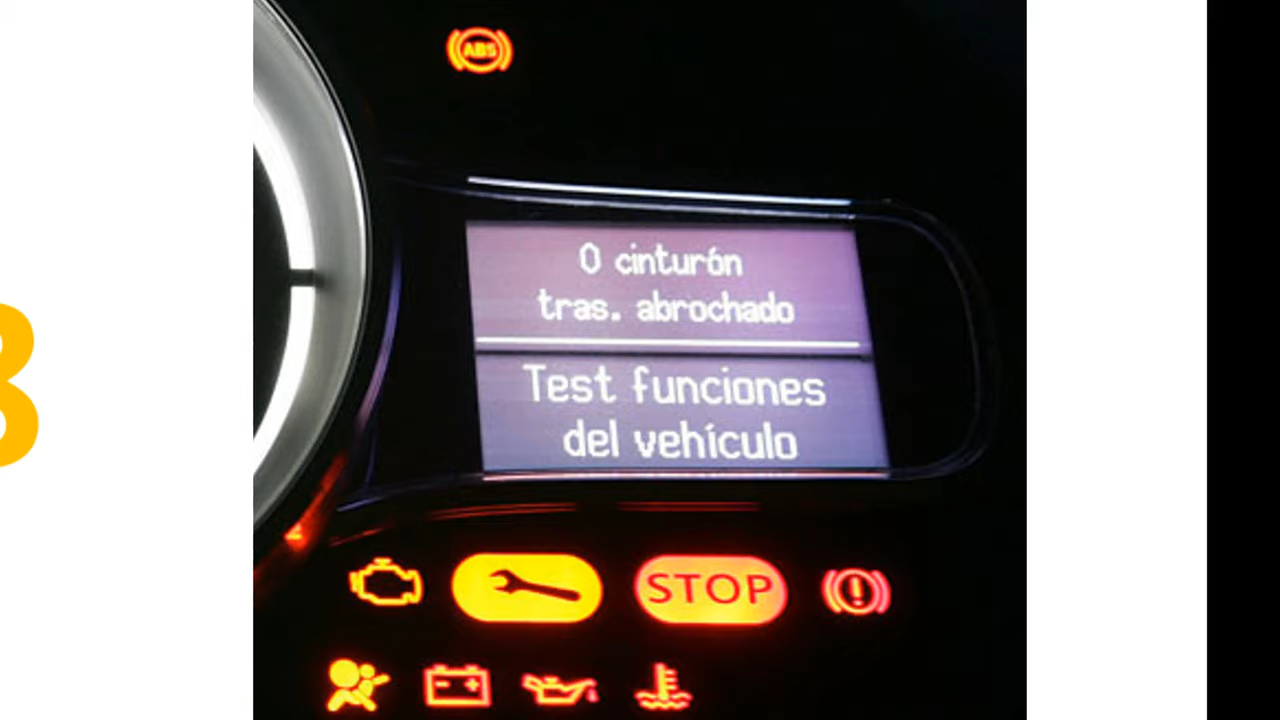 ABS
0 cinturón
tras. abrochado
Test funciones
del vehículo
STOP